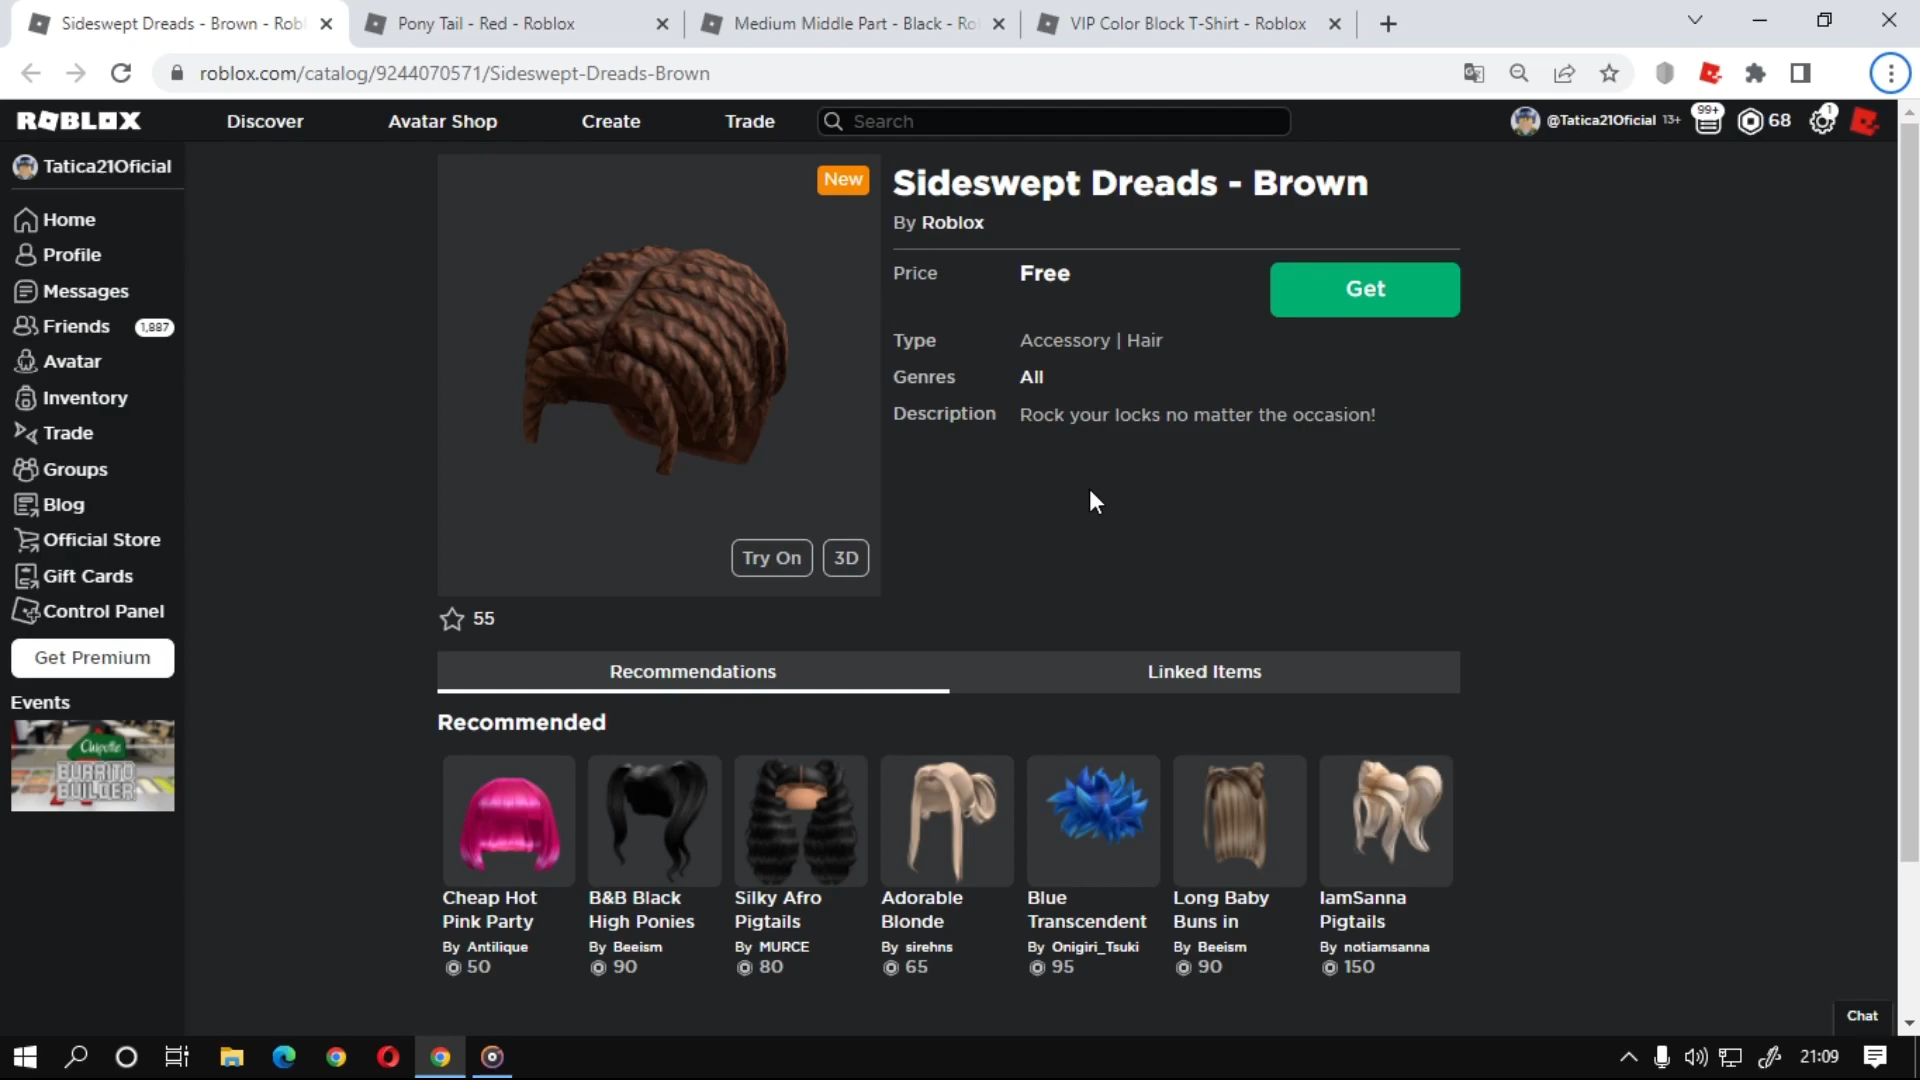 Sideswept Dreads - Brown - Robl
Pony Tail - Red - Roblox
Medium Middle Part - Black - Ro
VIP Color Block T-Shirt - Roblox
roblox.com/catalog/9244070571/Sideswept-Dreads-Brown
ROBLOX
Discover
Avatar Shop
Create
Trade
Search
@Tatica21Oficial 13+
99+
68
1
Tatica21Oficial
Home
Profile
Messages
Friends 1,887
Avatar
Inventory
Trade
Groups
Blog
Official Store
Gift Cards
Control Panel
Get Premium
Events
Chipotle
BURRITO
BUILDER
New
Try On
3D
55
Sideswept Dreads - Brown
By Roblox
Price Free
Get
Type Accessory | Hair
Genres All
Description Rock your locks no matter the occasion!
Recommendations
Linked Items
Recommended
Cheap Hot
Pink Party
By Antilique
50
B&B Black
High Ponies
By Beeism
90
Silky Afro
Pigtails
By MURCE
80
Adorable
Blonde
By sirehns
65
Blue
Transcendent
By Onigiri_Tsuki
95
Long Baby
Buns in
By Beeism
90
IamSanna
Pigtails
By notiamsanna
150
Chat
21:09